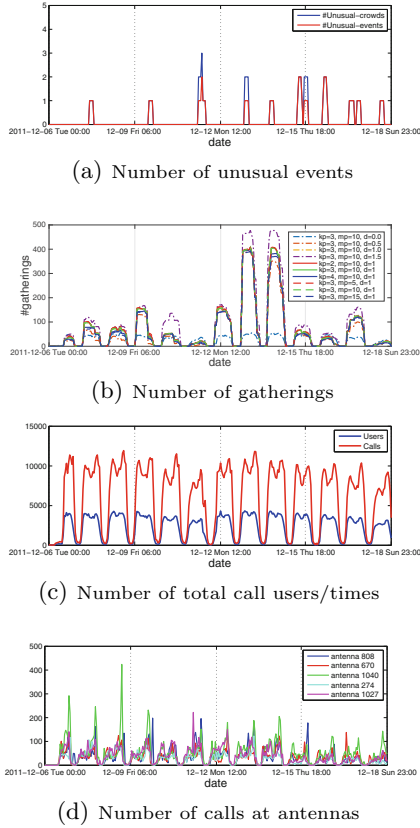 5
4
3
2
1
0
#Unusual-crowds
#Unusual-events
2011-12-06 Tue 00:00 12-09 Fri 06:00 12-12 Mon 12:00 12-15 Thu 18:00 12-18 Sun 23:00
date
(a) Number of unusual events
500
400
300
200
100
0
#gatherings
kp=3, mp=10, d=0.0
kp=3, mp=10, d=0.5
kp=3, mp=10, d=1.0
kp=3, mp=10, d=1.5
kp=2, mp=10, d=1
kp=3, mp=10, d=1
kp=4, mp=10, d=1
kp=3, mp=5, d=1
kp=3, mp=10, d=1
kp=3, mp=15, d=1
2011-12-06 Tue 00:00 12-09 Fri 06:00 12-12 Mon 12:00 12-15 Thu 18:00 12-18 Sun 23:00
date
(b) Number of gatherings
15000
10000
5000
Users
Calls
2011-12-06 Tue 00:00 12-09 Fri 06:00 12-12 Mon 12:00 12-15 Thu 18:00 12-18 Sun 23:00
date
(c) Number of total call users/times
500
400
300
200
100
0
antenna 808
antenna 670
antenna 1040
antenna 274
antenna 1027
2011-12-06 Tue 00:00 12-09 Fri 06:00 12-12 Mon 12:00 12-15 Thu 18:00 12-18 Sun 23:00
date
(d) Number of calls at antennas